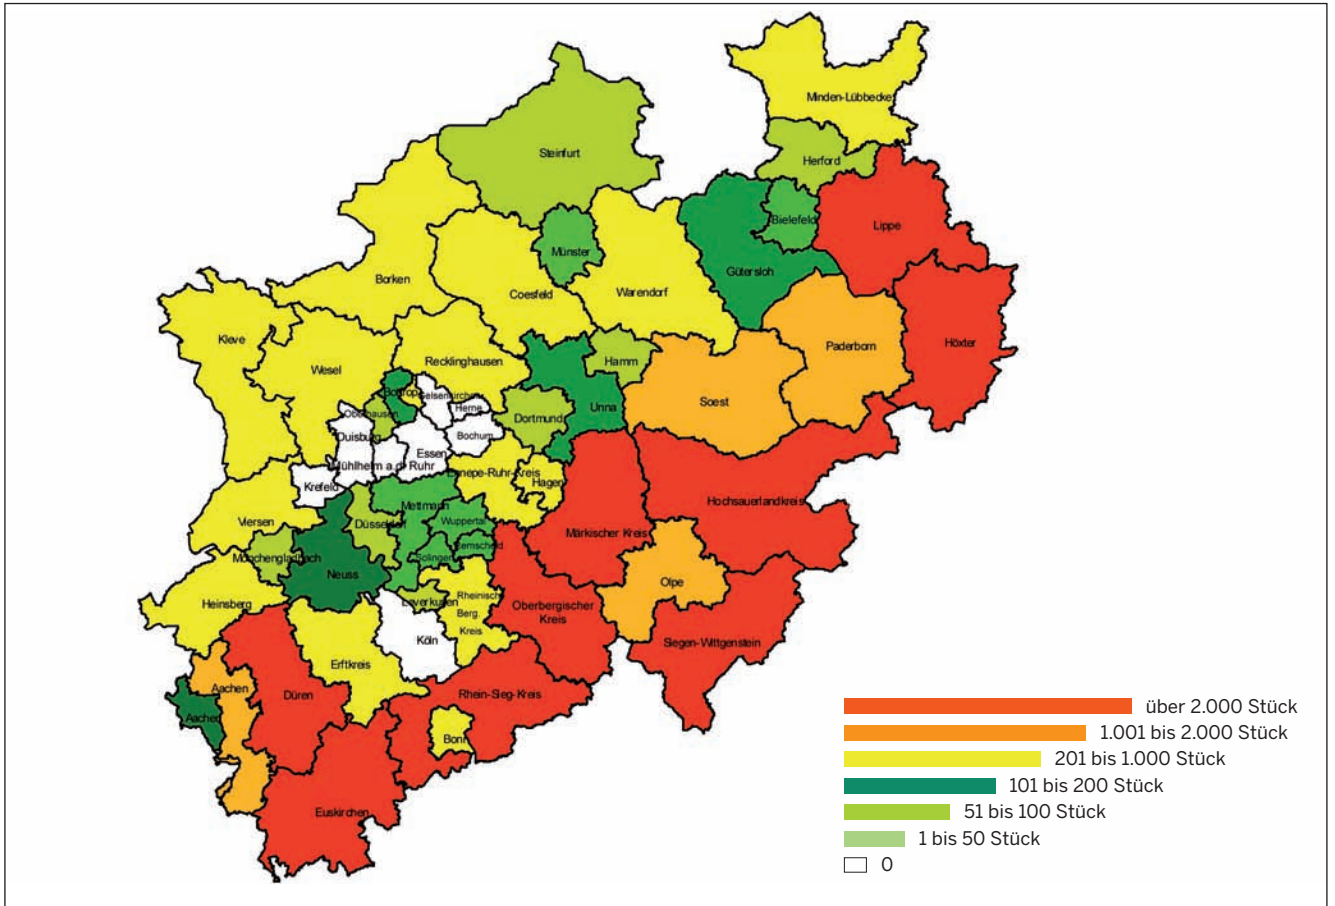 Minden-Lübbecke
Steinfurt
Herford
Bielefeld
Lippe
Münster
Gütersloh
Borken
Coesfeld
Warendorf
Kleve
Wesel
Recklinghausen
Hamm
Paderborn
Höxter
Bottrop
Gelsenkirchen
Herne
Oberhausen
Soest
Unna
Dortmund
Duisburg
Bochum
Essen
Mühlheim a.d. Ruhr
Ennepe-Ruhr-Kreis
Hagen
Krefeld
Hochsauerlandkreis
Mettmann
Viersen
Düsseldorf
Wuppertal
Märkischer Kreis
Remscheid
Solingen
Mönchengladbach
Neuss
Olpe
Heinsberg
Leverkusen
Rheinisch
Berg.
Kreis
Oberbergischer
Kreis
Köln
Siegen-Wittgenstein
Erftkreis
Aachen
Düren
Rhein-Sieg-Kreis
Aachen
Bonn
Euskirchen
über 2.000 Stück
1.001 bis 2.000 Stück
201 bis 1.000 Stück
101 bis 200 Stück
51 bis 100 Stück
1 bis 50 Stück
0